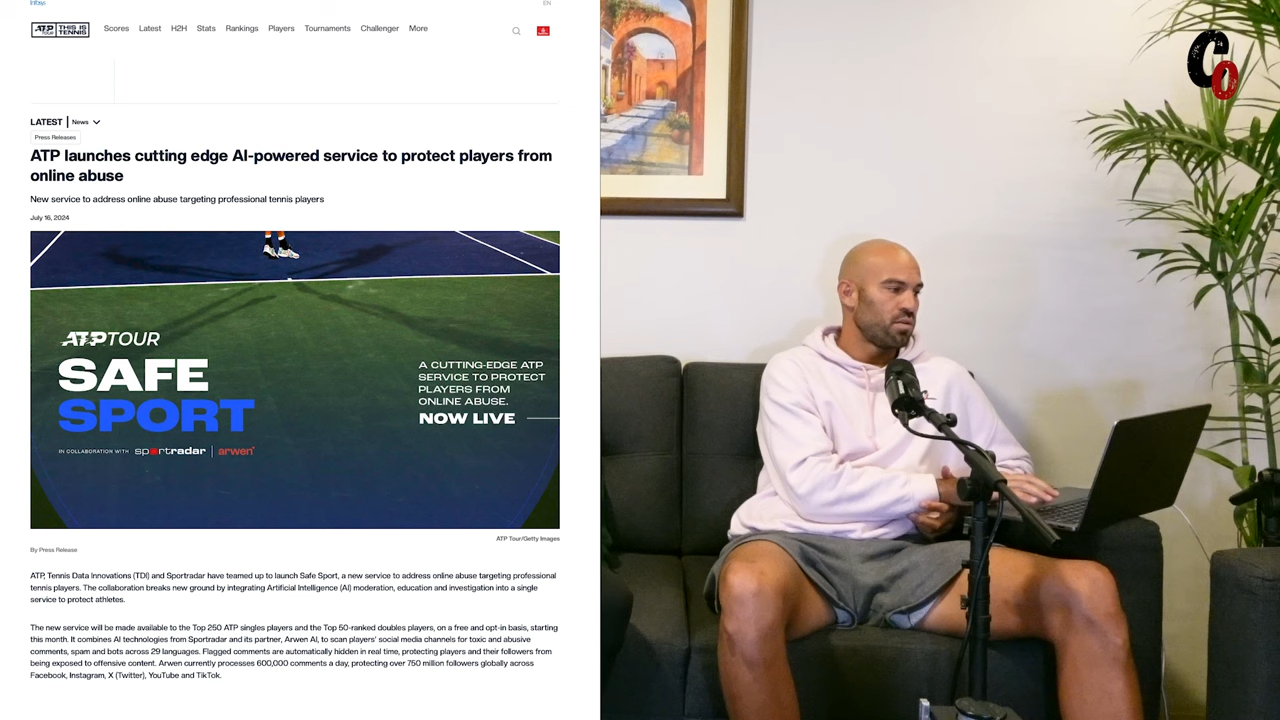 Infosys
EN
ATP TOUR THIS IS TENNIS
Scores Latest H2H Stats Rankings Players Tournaments Challenger More
LATEST | News
Press Releases
ATP launches cutting edge AI-powered service to protect players from
online abuse
New service to address online abuse targeting professional tennis players
July 16, 2024
ATP TOUR
SAFE
SPORT
IN COLLABORATION WITH sportradar | arwen
A CUTTING-EDGE ATP
SERVICE TO PROTECT
PLAYERS FROM
ONLINE ABUSE.
NOW LIVE
ATP Tour/Getty Images
By Press Release
ATP, Tennis Data Innovations (TDI) and Sportradar have teamed up to launch Safe Sport, a new service to address online abuse targeting professional
tennis players. The collaboration breaks new ground by integrating Artificial Intelligence (AI) moderation, education and investigation into a single
service to protect athletes.
The new service will be made available to the Top 250 ATP singles players and the Top 50-ranked doubles players, on a free and opt-in basis, starting
this month. It combines AI technologies from Sportradar and its partner, Arwen AI, to scan players' social media channels for toxic and abusive
comments, spam and bots across 29 languages. Flagged comments are automatically hidden in real time, protecting players and their followers from
being exposed to offensive content. Arwen currently processes 600,000 comments a day, protecting over 750 million followers globally across
Facebook, Instagram, X (Twitter), YouTube and TikTok.
CO